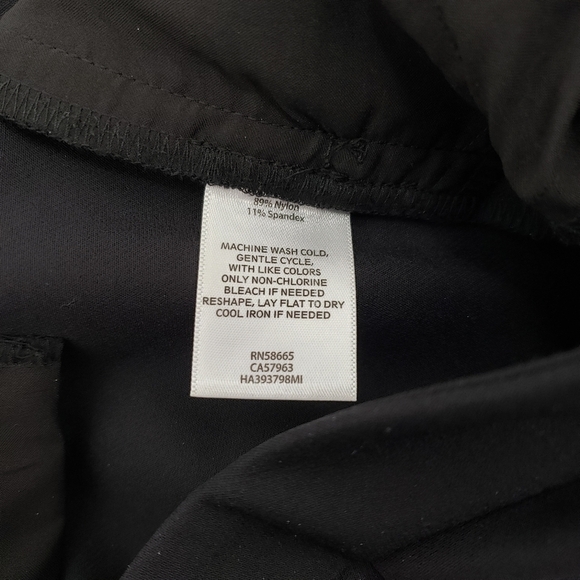 89% Nylon
11% Spandex
MACHINE WASH COLD,
GENTLE CYCLE,
WITH LIKE COLORS
ONLY NON-CHLORINE
BLEACH IF NEEDED
RESHAPE, LAY FLAT TO DRY
COOL IRON IF NEEDED
RN58665
CA57963
HA393798MI